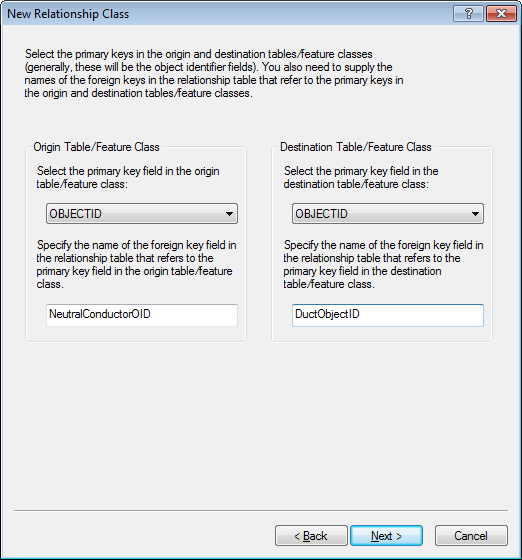 New Relationship Class
?
Select the primary keys in the origin and destination tables/feature classes
(generally, these will be the object identifier fields). You also need to supply the
names of the foreign keys in the relationship table that refer to the primary keys in
the origin and destination tables/feature classes.
Origin Table/Feature Class
Select the primary key field in the origin
table/feature class:
OBJECTID
Specify the name of the foreign key field in
the relationship table that refers to the
primary key field in the origin table/feature
class.
NeutralConductorOID
Destination Table/Feature Class
Select the primary key field in the
destination table/feature class:
OBJECTID
Specify the name of the foreign key field in
the relationship table that refers to the
primary key field in the destination
table/feature class.
DuctObjectID
< Back
Next >
Cancel